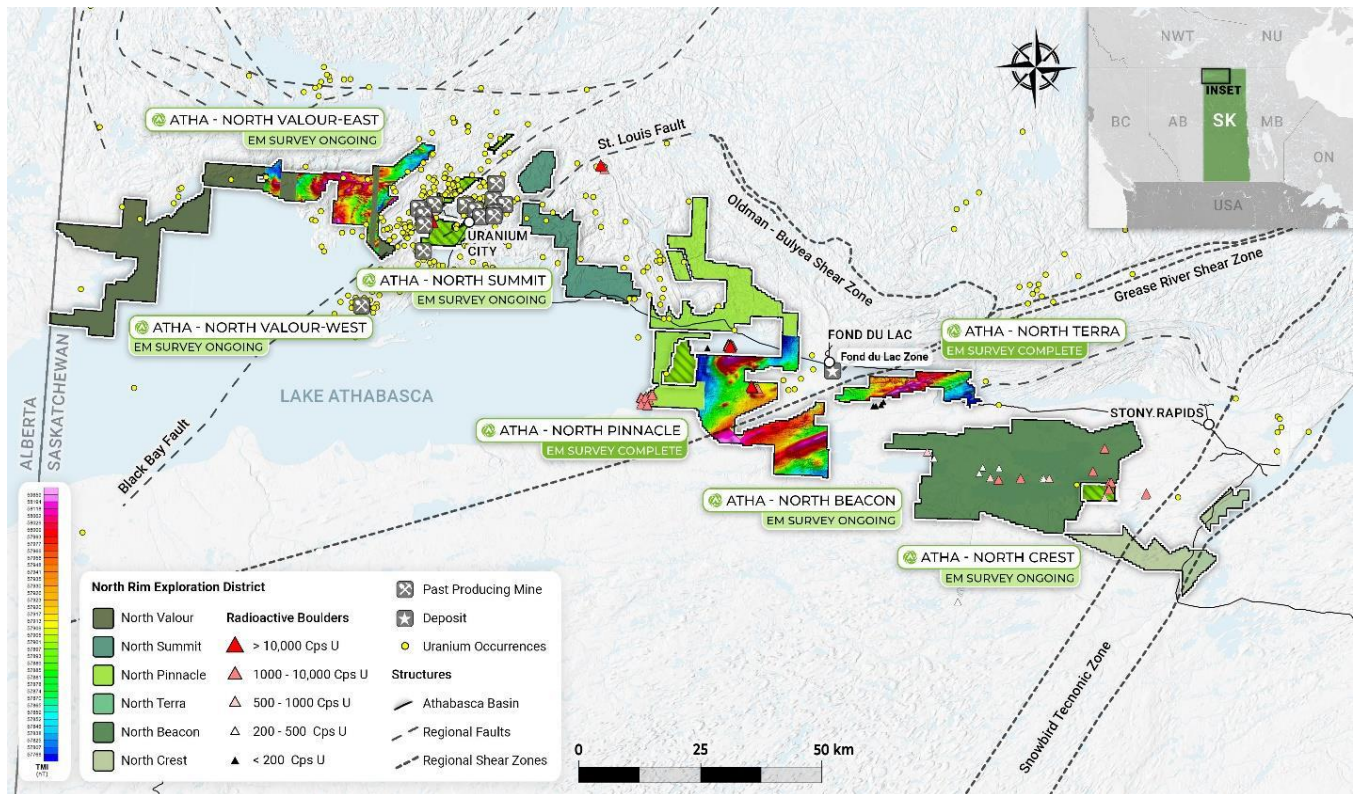 NWT
NU
INSET
BC
AB
SK
MB
ON
USA
ATHA - NORTH VALOUR-EAST
EM SURVEY ONGOING
St. Louis Fault
Oldman - Bulyea Shear Zone
URANIUM
CITY
ATHA - NORTH SUMMIT
EM SURVEY ONGOING
Grease River Shear Zone
ATHA - NORTH VALOUR-WEST
EM SURVEY ONGOING
FOND DU LAC
Fond du Lac Zone
ATHA - NORTH TERRA
EM SURVEY COMPLETE
LAKE ATHABASCA
STONY RAPIDS
ATHA - NORTH PINNACLE
EM SURVEY COMPLETE
ALBERTA
SASKATCHEWAN
Black Bay Fault
ATHA - NORTH BEACON
EM SURVEY ONGOING
ATHA - NORTH CREST
EM SURVEY ONGOING
Snowbird Tecnonic Zone
TMI
North Rim Exploration District
North Valour
North Summit
North Pinnacle
North Terra
North Beacon
North Crest
Radioactive Boulders
> 10,000 Cps U
1000 - 10,000 Cps U
500 - 1000 Cps U
200 - 500 Cps U
< 200 Cps U
Past Producing Mine
Deposit
Uranium Occurrences
Structures
Athabasca Basin
Regional Faults
Regional Shear Zones
0 25 50 km